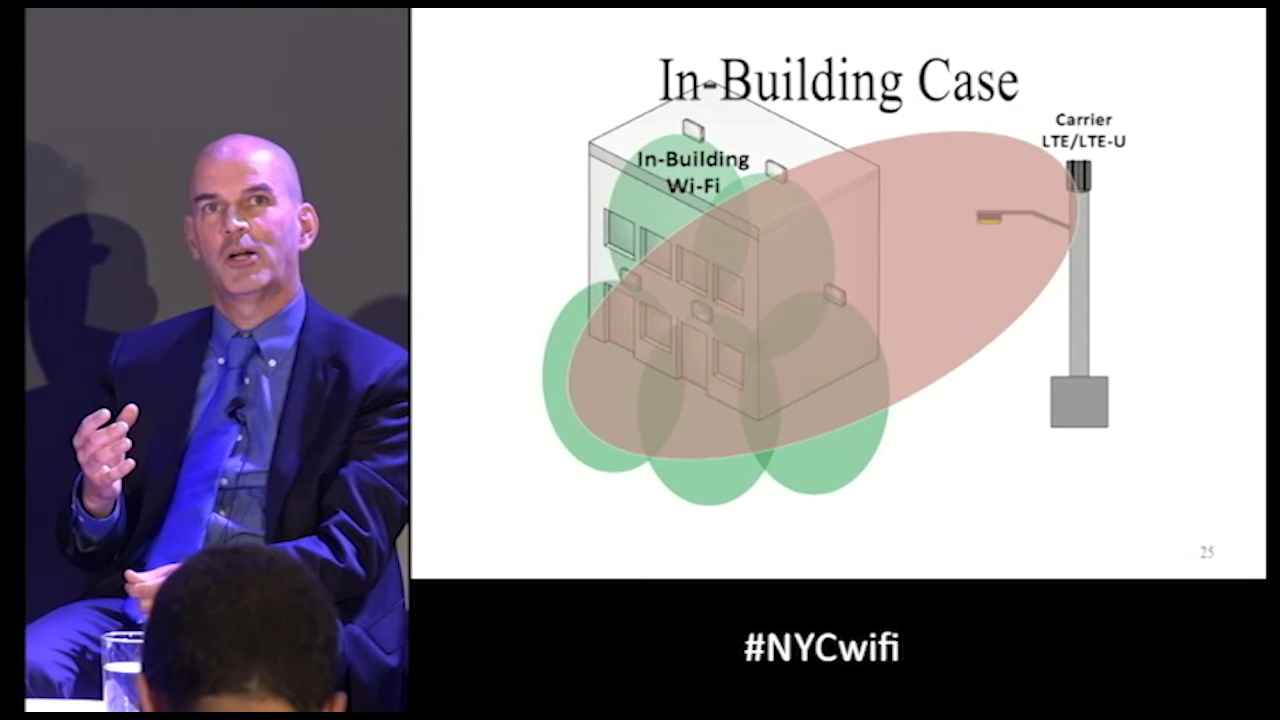 In-Building Case
Carrier
LTE/LTE-U
In-Building
Wi-Fi
25
#NYCwifi